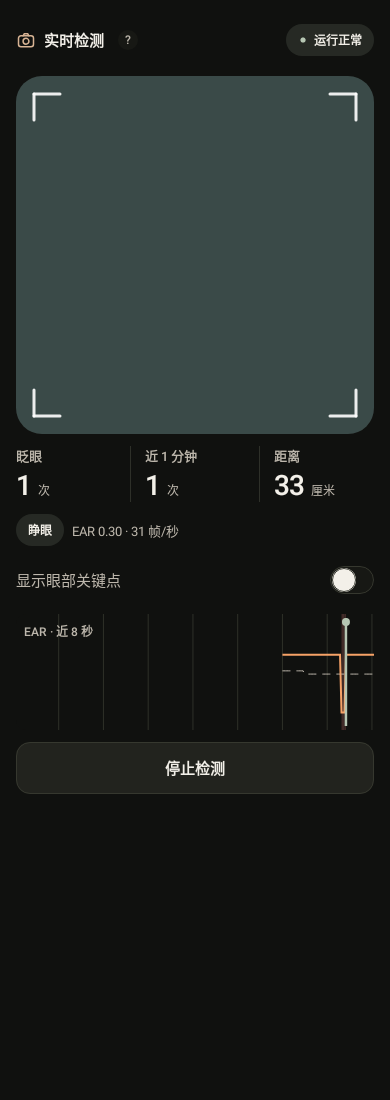 实时检测 ?
运行正常
眨眼
1 次
近 1 分钟
1 次
距离
33 厘米
睁眼 EAR 0.30 · 31 帧/秒
显示眼部关键点
EAR · 近 8 秒
停止检测